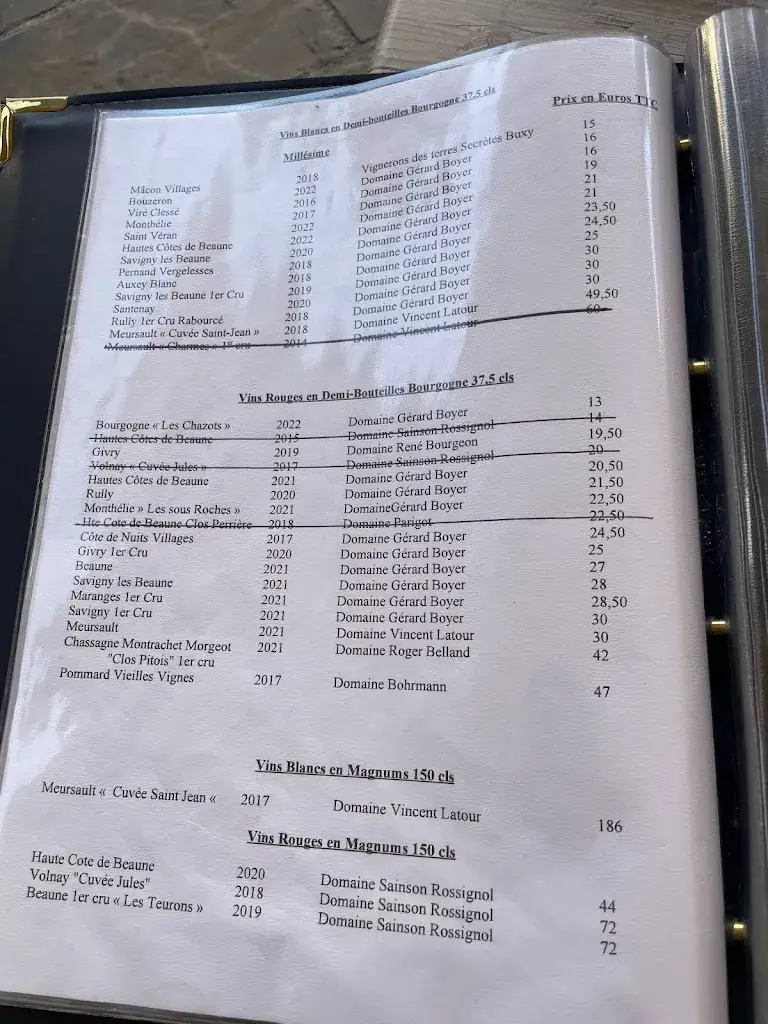 Vins Blancs en Demi-bouteilles Bourgogne 37.5 cls
Millésime Prix en Euros TTC
Mâcon Villages 2018 Vignerons des terres Secrètes Buxy 15
Bouzeron 2022 Domaine Gérard Boyer 16
Viré Clessé 2016 Domaine Gérard Boyer 16
Monthélie 2017 Domaine Gérard Boyer 19
Saint Véran 2022 Domaine Gérard Boyer 21
Hautes Côtes de Beaune 2022 Domaine Gérard Boyer 21
Savigny les Beaune 2020 Domaine Gérard Boyer 23,50
Pernand Vergelesses 2018 Domaine Gérard Boyer 24,50
Auxey Blanc 2018 Domaine Gérard Boyer 25
Savigny les Beaune 1er Cru 2019 Domaine Gérard Boyer 30
Santenay 2020 Domaine Gérard Boyer 30
Rully 1er Cru Rabourcé 2018 Domaine Gérard Boyer 30
Meursault « Cuvée Saint-Jean » 2018 Domaine Vincent Latour 49,50
Meursault « Charmes » 1er cru 2014 Domaine Vincent Latour 60
Vins Rouges en Demi-Bouteilles Bourgogne 37.5 cls
Bourgogne « Les Chazots » 2022 Domaine Gérard Boyer 13
Hautes Côtes de Beaune 2015 Domaine Sainson Rossignol 14
Givry 2019 Domaine René Bourgeon 19,50
Volnay « Cuvée Jules » 2017 Domaine Sainson Rossignol 20
Hautes Côtes de Beaune 2021 Domaine Gérard Boyer 20,50
Rully 2020 Domaine Gérard Boyer 21,50
Monthélie » Les sous Roches » 2021 DomaineGérard Boyer 22,50
Hte Cote de Beaune Clos Perrière 2018 Domaine Parigot 22,50
Côte de Nuits Villages 2017 Domaine Gérard Boyer 24,50
Givry 1er Cru 2020 Domaine Gérard Boyer 25
Beaune 2021 Domaine Gérard Boyer 27
Savigny les Beaune 2021 Domaine Gérard Boyer 28
Maranges 1er Cru 2021 Domaine Gérard Boyer 28,50
Savigny 1er Cru 2021 Domaine Gérard Boyer 30
Meursault 2021 Domaine Vincent Latour 30
Chassagne Montrachet Morgeot 2021 Domaine Roger Belland 42
"Clos Pitois" 1er cru
Pommard Vieilles Vignes 2017 Domaine Bohrmann 47
Vins Blancs en Magnums 150 cls
Meursault « Cuvée Saint Jean « 2017 Domaine Vincent Latour 186
Vins Rouges en Magnums 150 cls
Haute Cote de Beaune 2020 Domaine Sainson Rossignol 44
Volnay "Cuvée Jules" 2018 Domaine Sainson Rossignol 72
Beaune 1er cru « Les Teurons » 2019 Domaine Sainson Rossignol 72